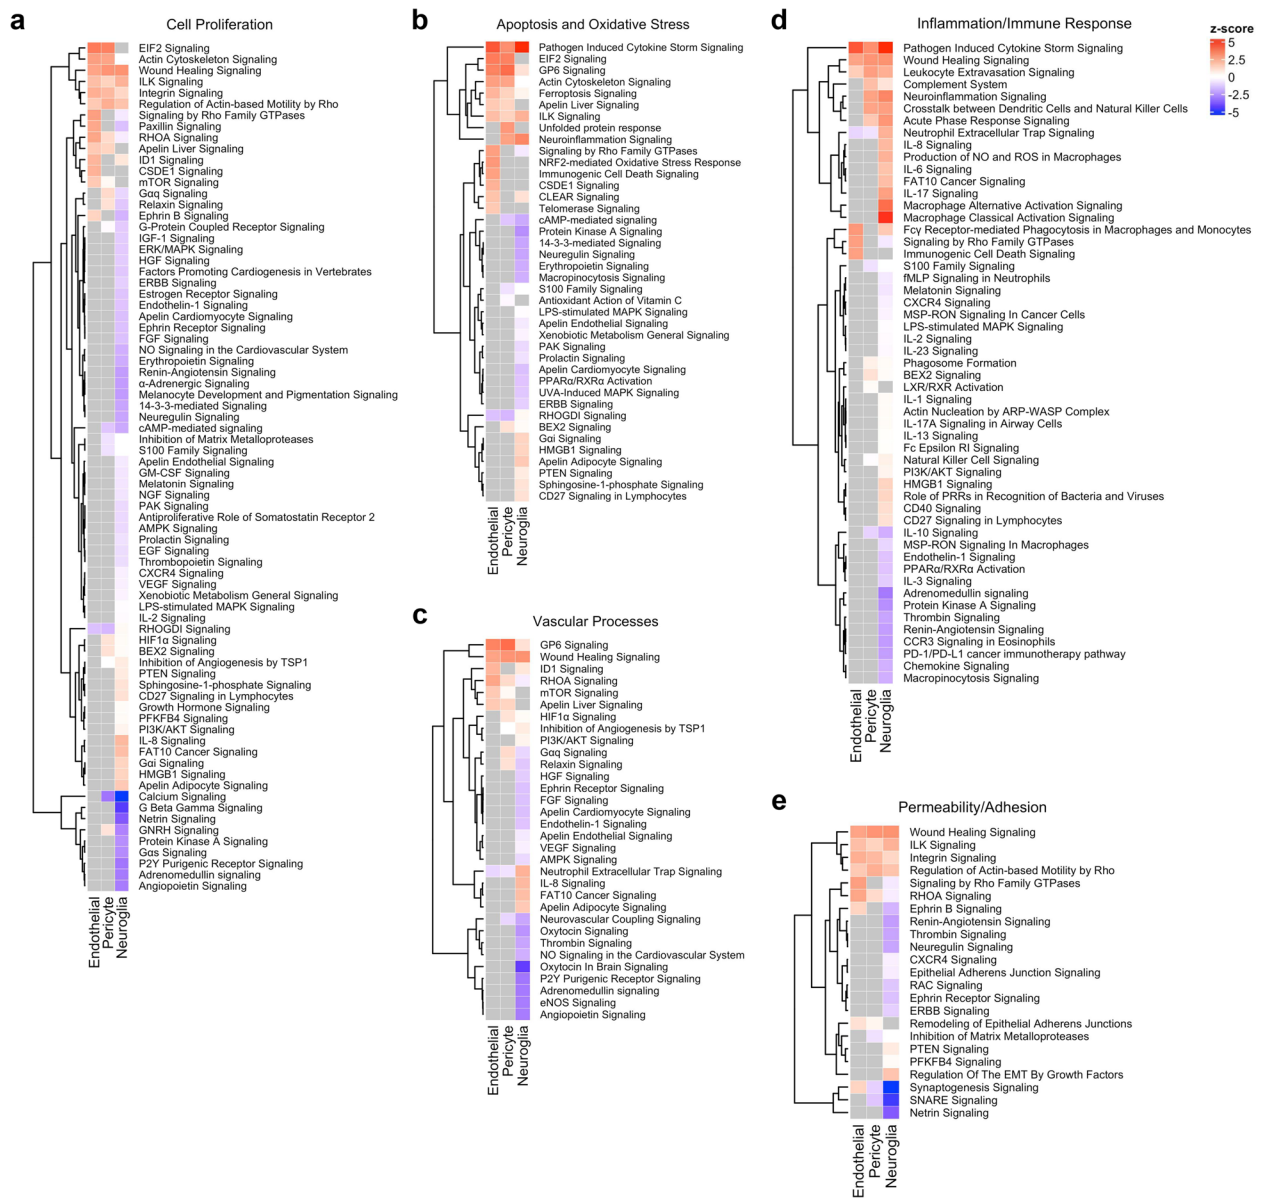 a
Cell Proliferation
EIF2 Signaling
Actin Cytoskeleton Signaling
Wound Healing Signaling
ILK Signaling
Integrin Signaling
Regulation of Actin-based Motility by Rho
Signaling by Rho Family GTPases
Paxillin Signaling
RHOA Signaling
Apelin Liver Signaling
ID1 Signaling
CSDE1 Signaling
mTOR Signaling
Gαq Signaling
Relaxin Signaling
Ephrin B Signaling
G-Protein Coupled Receptor Signaling
IGF-1 Signaling
ERK/MAPK Signaling
HGF Signaling
Factors Promoting Cardiogenesis in Vertebrates
ERBB Signaling
Estrogen Receptor Signaling
Endothelin-1 Signaling
Apelin Cardiomyocyte Signaling
Ephrin Receptor Signaling
FGF Signaling
NO Signaling in the Cardiovascular System
Erythropoietin Signaling
Renin-Angiotensin Signaling
α-Adrenergic Signaling
Melanocyte Development and Pigmentation Signaling
14-3-3-mediated Signaling
Neuregulin Signaling
cAMP-mediated signaling
Inhibition of Matrix Metalloproteases
S100 Family Signaling
Apelin Endothelial Signaling
GM-CSF Signaling
Melatonin Signaling
NGF Signaling
PAK Signaling
Antiproliferative Role of Somatostatin Receptor 2
AMPK Signaling
Prolactin Signaling
EGF Signaling
Thrombopoietin Signaling
CXCR4 Signaling
VEGF Signaling
Xenobiotic Metabolism General Signaling
LPS-stimulated MAPK Signaling
IL-2 Signaling
RHOGDI Signaling
HIF1α Signaling
BEX2 Signaling
Inhibition of Angiogenesis by TSP1
PTEN Signaling
Sphingosine-1-phosphate Signaling
CD27 Signaling in Lymphocytes
Growth Hormone Signaling
PFKFB4 Signaling
PI3K/AKT Signaling
IL-8 Signaling
FAT10 Cancer Signaling
Gαi Signaling
HMGB1 Signaling
Apelin Adipocyte Signaling
Calcium Signaling
G Beta Gamma Signaling
Netrin Signaling
GNRH Signaling
Protein Kinase A Signaling
Gαs Signaling
P2Y Purigenic Receptor Signaling
Adrenomedullin signaling
Angiopoietin Signaling
Endothelial
Pericyte
Neuroglia
b
Apoptosis and Oxidative Stress
Pathogen Induced Cytokine Storm Signaling
EIF2 Signaling
GP6 Signaling
Actin Cytoskeleton Signaling
Ferroptosis Signaling
Apelin Liver Signaling
ILK Signaling
Unfolded protein response
Neuroinflammation Signaling
Signaling by Rho Family GTPases
NRF2-mediated Oxidative Stress Response
Immunogenic Cell Death Signaling
CSDE1 Signaling
CLEAR Signaling
Telomerase Signaling
cAMP-mediated signaling
Protein Kinase A Signaling
14-3-3-mediated Signaling
Neuregulin Signaling
Erythropoietin Signaling
Macropinocytosis Signaling
S100 Family Signaling
Antioxidant Action of Vitamin C
LPS-stimulated MAPK Signaling
Apelin Endothelial Signaling
Xenobiotic Metabolism General Signaling
PAK Signaling
Prolactin Signaling
Apelin Cardiomyocyte Signaling
PPARα/RXRα Activation
UVA-Induced MAPK Signaling
ERBB Signaling
RHOGDI Signaling
BEX2 Signaling
Gαi Signaling
HMGB1 Signaling
Apelin Adipocyte Signaling
PTEN Signaling
Sphingosine-1-phosphate Signaling
CD27 Signaling in Lymphocytes
Endothelial
Pericyte
Neuroglia
c
Vascular Processes
GP6 Signaling
Wound Healing Signaling
ID1 Signaling
RHOA Signaling
mTOR Signaling
Apelin Liver Signaling
HIF1α Signaling
Inhibition of Angiogenesis by TSP1
PI3K/AKT Signaling
Gαq Signaling
Relaxin Signaling
HGF Signaling
Ephrin Receptor Signaling
FGF Signaling
Apelin Cardiomyocyte Signaling
Endothelin-1 Signaling
Apelin Endothelial Signaling
VEGF Signaling
AMPK Signaling
Neutrophil Extracellular Trap Signaling
IL-8 Signaling
FAT10 Cancer Signaling
Apelin Adipocyte Signaling
Neurovascular Coupling Signaling
Oxytocin Signaling
Thrombin Signaling
NO Signaling in the Cardiovascular System
Oxytocin In Brain Signaling
P2Y Purigenic Receptor Signaling
Adrenomedullin signaling
eNOS Signaling
Angiopoietin Signaling
Endothelial
Pericyte
Neuroglia
d
Inflammation/Immune Response
Pathogen Induced Cytokine Storm Signaling
Wound Healing Signaling
Leukocyte Extravasation Signaling
Complement System
Neuroinflammation Signaling
Crosstalk between Dendritic Cells and Natural Killer Cells
Acute Phase Response Signaling
Neutrophil Extracellular Trap Signaling
IL-8 Signaling
Production of NO and ROS in Macrophages
IL-6 Signaling
FAT10 Cancer Signaling
IL-17 Signaling
Macrophage Alternative Activation Signaling
Macrophage Classical Activation Signaling
Fcγ Receptor-mediated Phagocytosis in Macrophages and Monocytes
Signaling by Rho Family GTPases
Immunogenic Cell Death Signaling
S100 Family Signaling
fMLP Signaling in Neutrophils
Melatonin Signaling
CXCR4 Signaling
MSP-RON Signaling In Cancer Cells
LPS-stimulated MAPK Signaling
IL-2 Signaling
IL-23 Signaling
Phagosome Formation
BEX2 Signaling
LXR/RXR Activation
IL-1 Signaling
Actin Nucleation by ARP-WASP Complex
IL-17A Signaling in Airway Cells
IL-13 Signaling
Fc Epsilon RI Signaling
Natural Killer Cell Signaling
PI3K/AKT Signaling
HMGB1 Signaling
Role of PRRs in Recognition of Bacteria and Viruses
CD40 Signaling
CD27 Signaling in Lymphocytes
IL-10 Signaling
MSP-RON Signaling In Macrophages
Endothelin-1 Signaling
PPARα/RXRα Activation
IL-3 Signaling
Adrenomedullin signaling
Protein Kinase A Signaling
Thrombin Signaling
Renin-Angiotensin Signaling
CCR3 Signaling in Eosinophils
PD-1/PD-L1 cancer immunotherapy pathway
Chemokine Signaling
Macropinocytosis Signaling
Endothelial
Pericyte
Neuroglia
z-score
5
2.5
0
-2.5
-5
e
Permeability/Adhesion
Wound Healing Signaling
ILK Signaling
Integrin Signaling
Regulation of Actin-based Motility by Rho
Signaling by Rho Family GTPases
RHOA Signaling
Ephrin B Signaling
Renin-Angiotensin Signaling
Thrombin Signaling
Neuregulin Signaling
CXCR4 Signaling
Epithelial Adherens Junction Signaling
RAC Signaling
Ephrin Receptor Signaling
ERBB Signaling
Remodeling of Epithelial Adherens Junctions
Inhibition of Matrix Metalloproteases
PTEN Signaling
PFKFB4 Signaling
Regulation Of The EMT By Growth Factors
Synaptogenesis Signaling
SNARE Signaling
Netrin Signaling
Endothelial
Pericyte
Neuroglia